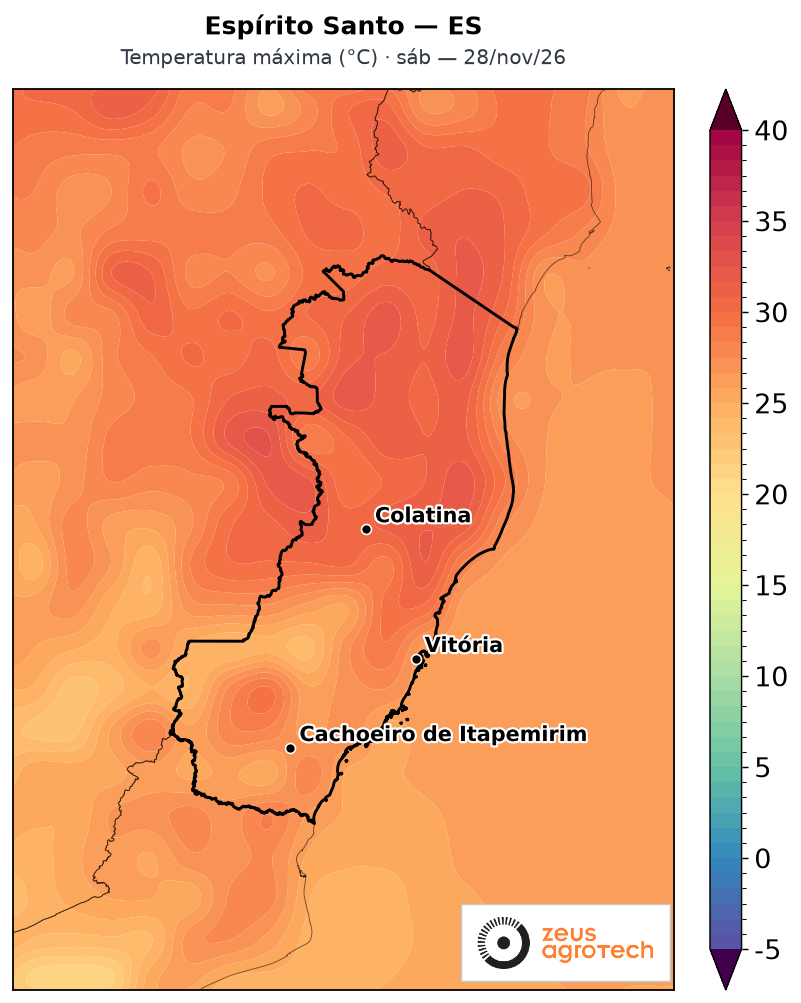 Espírito Santo — ES
Temperatura máxima (°C) · sáb — 28/nov/26
40
35
30
25
20
15
10
5
0
-5
Colatina
Vitória
Cachoeiro de Itapemirim
zeus
agrotech